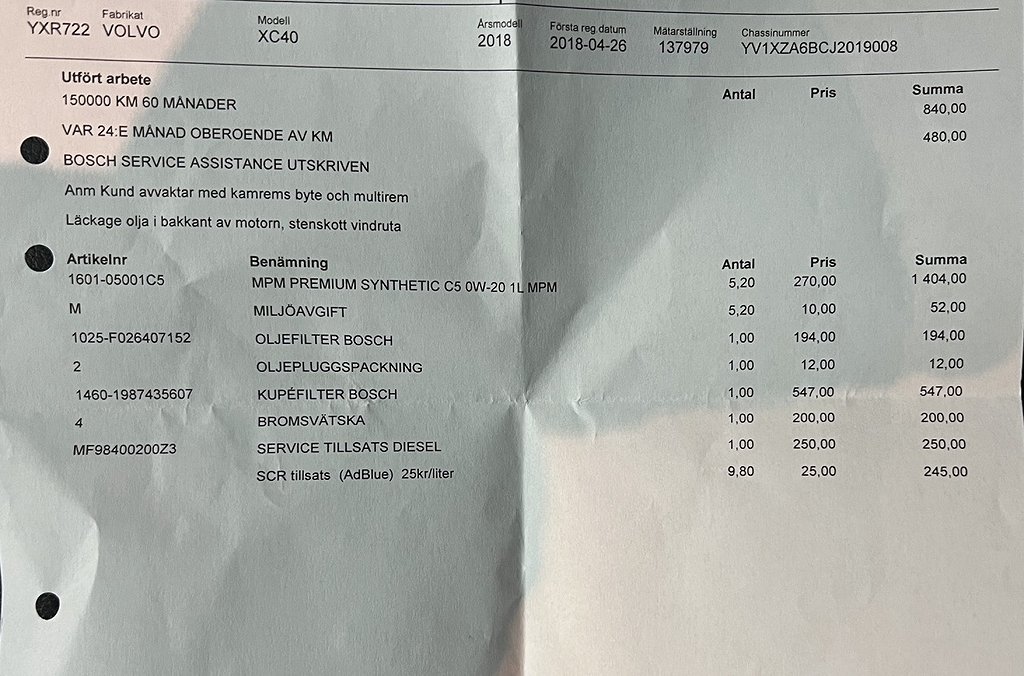 Reg.nr Fabrikat Modell Årsmodell Första reg.datum Mätarställning Chassinummer
YXR722 VOLVO XC40 2018 2018-04-26 137979 YV1XZA6BCJ2019008
Utfört arbete Antal Pris Summa
150000 KM 60 MÅNADER 840,00
VAR 24:E MÅNAD OBEROENDE AV KM 480,00
BOSCH SERVICE ASSISTANCE UTSKRIVEN
Anm Kund avvaktar med kamrems byte och multirem
Läckage olja i bakkant av motorn, stenskott vindruta
Artikelnr Benämning Antal Pris Summa
1601-05001C5 MPM PREMIUM SYNTHETIC C5 0W-20 1L MPM 5,20 270,00 1 404,00
M MILJÖAVGIFT 5,20 10,00 52,00
1025-F026407152 OLJEFILTER BOSCH 1,00 194,00 194,00
2 OLJEPLUGGSPACKNING 1,00 12,00 12,00
1460-1987435607 KUPÉFILTER BOSCH 1,00 547,00 547,00
4 BROMSVÄTSKA 1,00 200,00 200,00
MF98400200Z3 SERVICE TILLSATS DIESEL 1,00 250,00 250,00
SCR tillsats (AdBlue) 25kr/liter 9,80 25,00 245,00